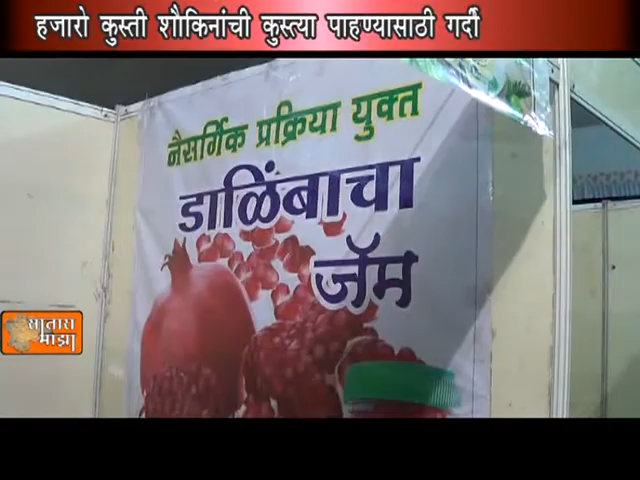 हजारो कुस्ती शौकिनांची कुस्त्या पाहण्यासाठी गर्दी
नैसर्गिक प्रक्रिया युक्त
डाळिंबाचा
जॅम
सातारा
माझा